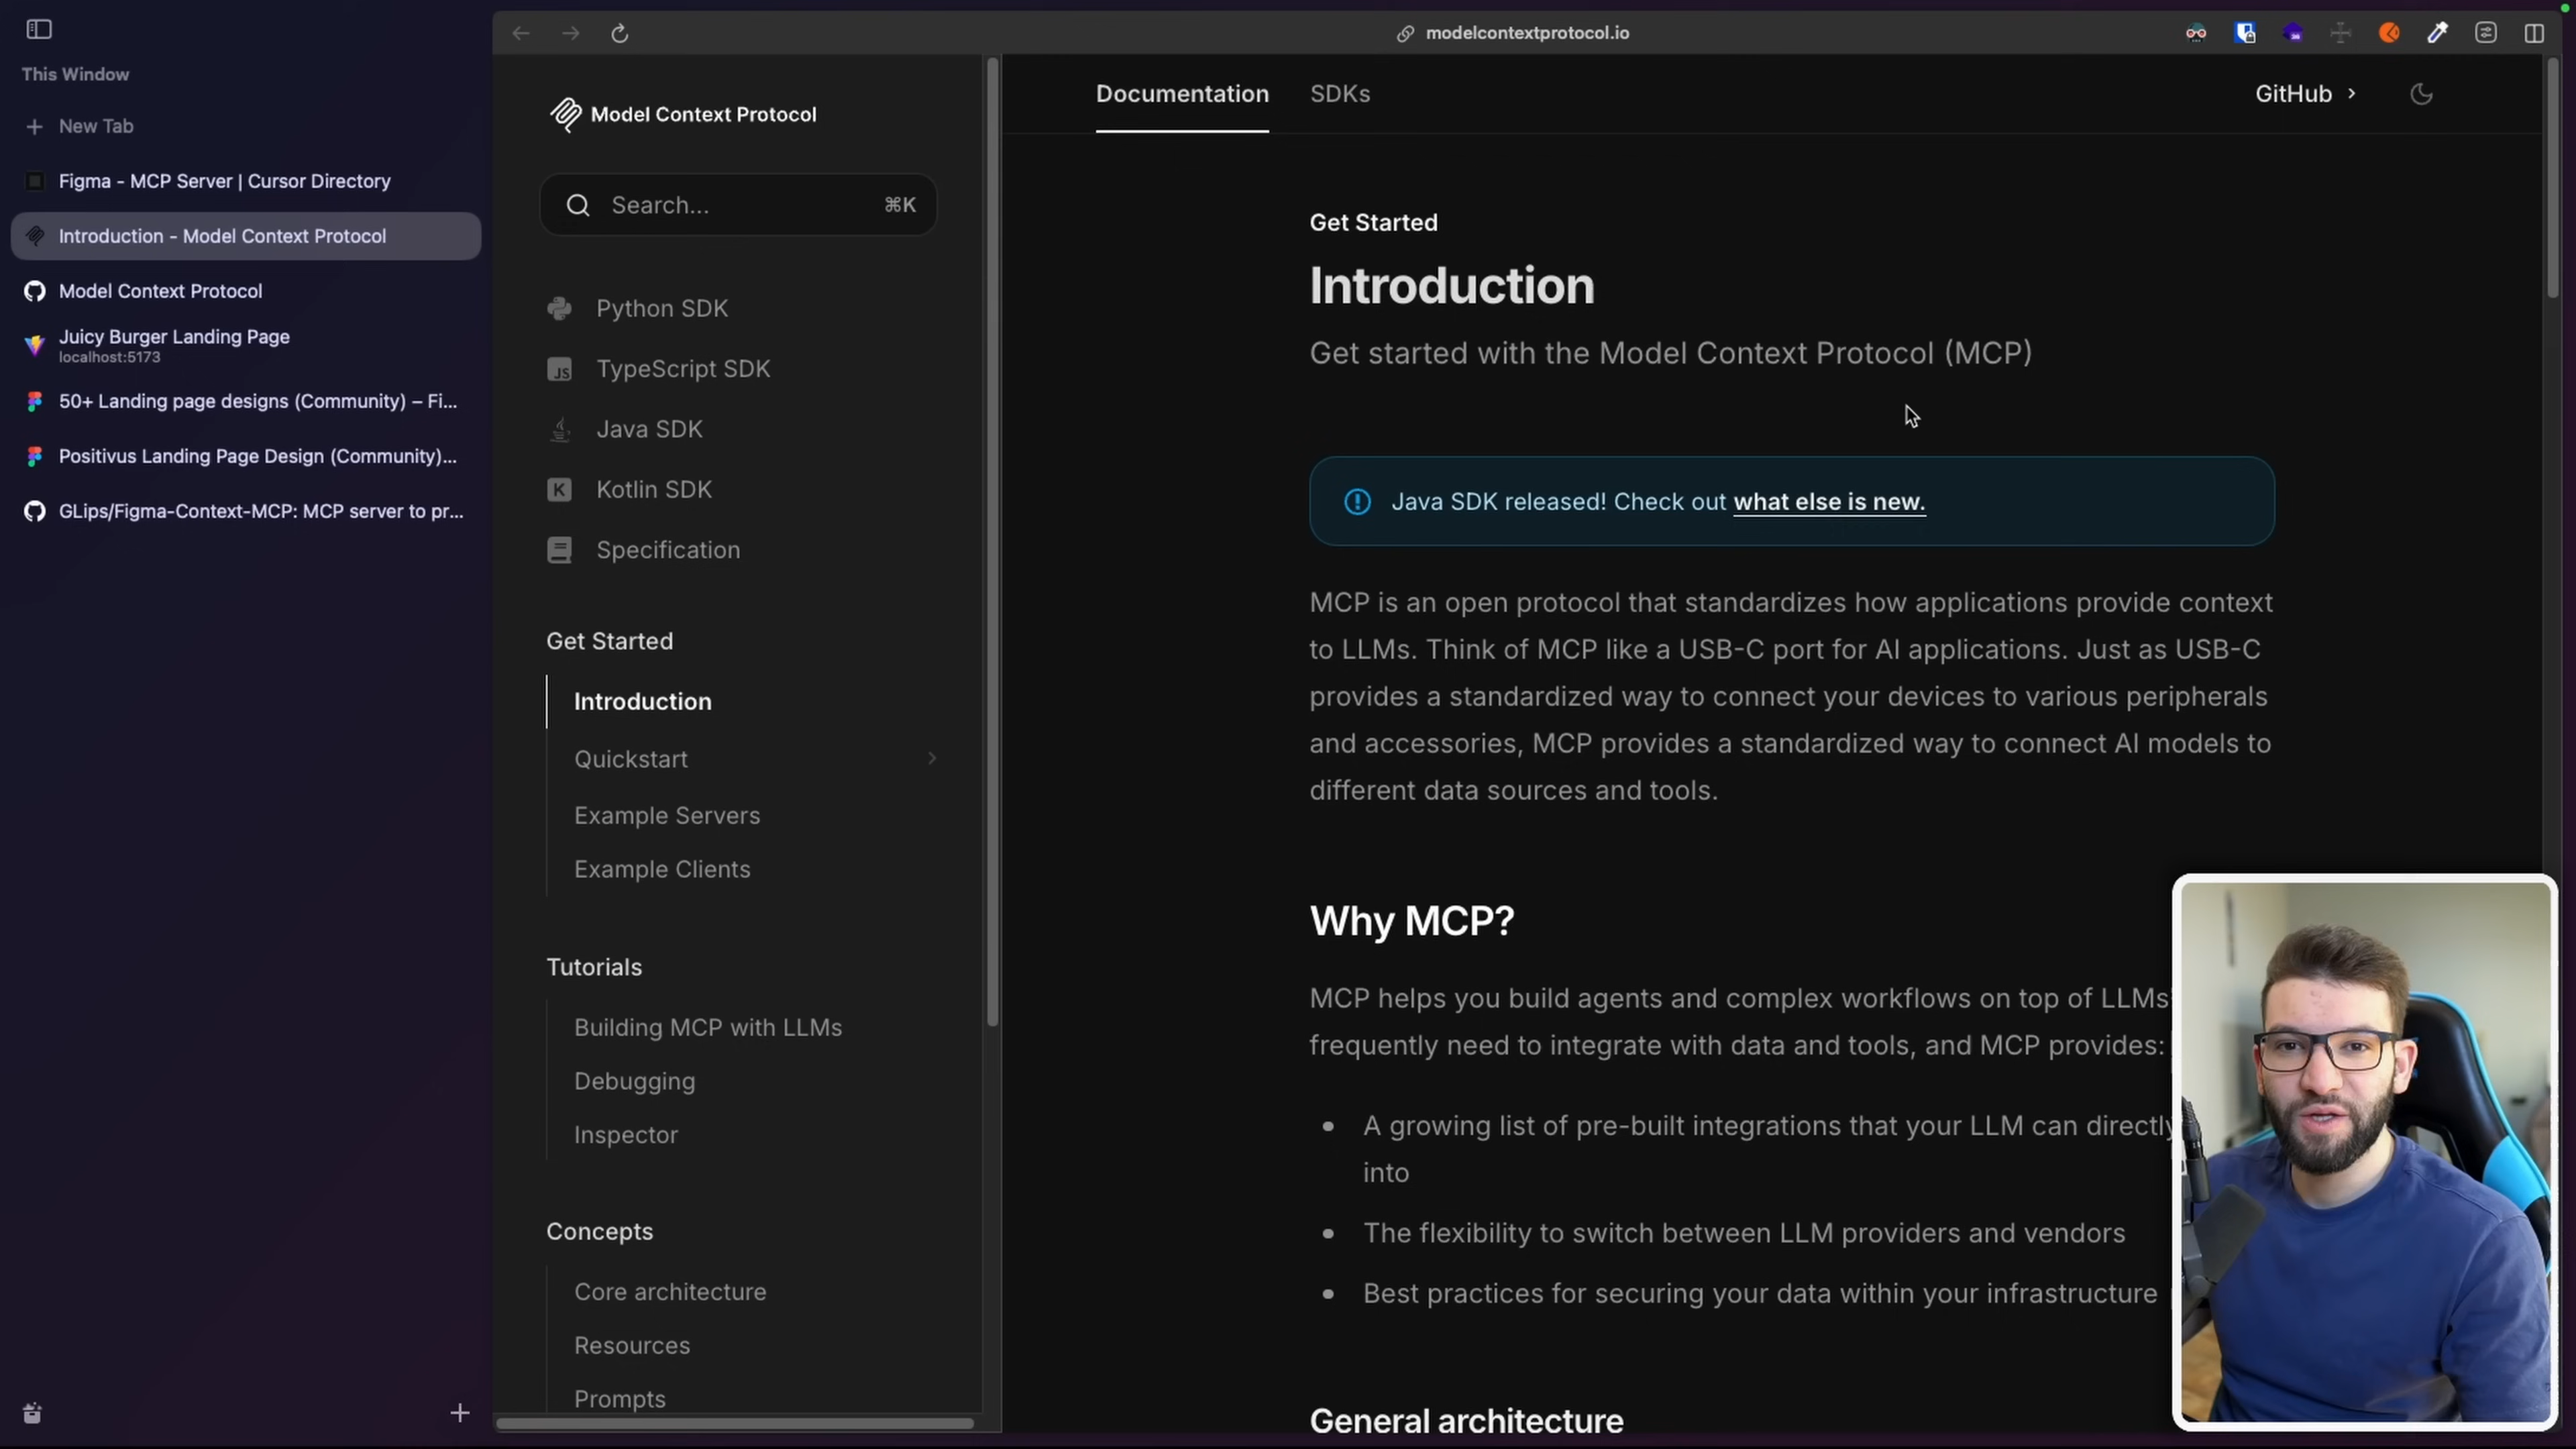 This Window
New Tab
Figma - MCP Server | Cursor Directory
Introduction - Model Context Protocol
Model Context Protocol
Juicy Burger Landing Page
localhost:5173
50+ Landing page designs (Community) – Fi...
Positivus Landing Page Design (Community)...
GLips/Figma-Context-MCP: MCP server to pr...
modelcontextprotocol.io
Model Context Protocol
Search...
⌘K
Python SDK
JS
TypeScript SDK
Java SDK
K
Kotlin SDK
Specification
Get Started
Introduction
Quickstart
Example Servers
Example Clients
Tutorials
Building MCP with LLMs
Debugging
Inspector
Concepts
Core architecture
Resources
Prompts
Documentation
SDKs
GitHub
Get Started
Introduction
Get started with the Model Context Protocol (MCP)
Java SDK released! Check out what else is new.
MCP is an open protocol that standardizes how applications provide context
to LLMs. Think of MCP like a USB-C port for AI applications. Just as USB-C
provides a standardized way to connect your devices to various peripherals
and accessories, MCP provides a standardized way to connect AI models to
different data sources and tools.
Why MCP?
MCP helps you build agents and complex workflows on top of LLMs
frequently need to integrate with data and tools, and MCP provides:
A growing list of pre-built integrations that your LLM can directly
into
The flexibility to switch between LLM providers and vendors
Best practices for securing your data within your infrastructure
General architecture